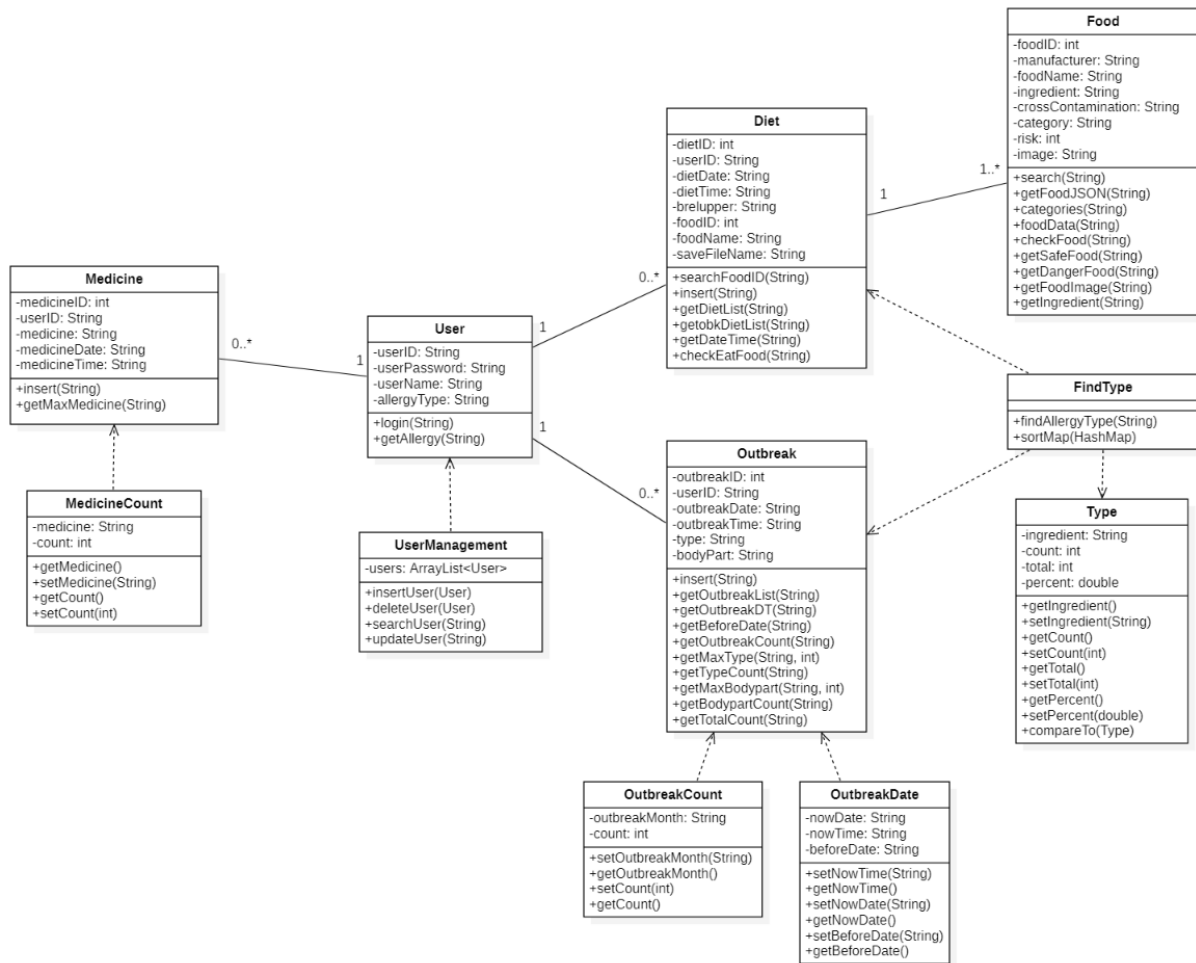 Food
-foodID: int
-manufacturer: String
-foodName: String
-ingredient: String
-crossContamination: String
-category: String
-risk: int
-image: String
+search(String)
+getFoodJSON(String)
+categories(String)
+foodData(String)
+checkFood(String)
+getSafeFood(String)
+getDangerFood(String)
+getFoodImage(String)
+getIngredient(String)
1..*
1
Diet
-dietID: int
-userID: String
-dietDate: String
-dietTime: String
-brelupper: String
-foodID: int
-foodName: String
-saveFileName: String
+searchFoodID(String)
+insert(String)
+getDietList(String)
+getobkDietList(String)
+getDateTime(String)
+checkEatFood(String)
0..*
1
Medicine
-medicineID: int
-userID: String
-medicine: String
-medicineDate: String
-medicineTime: String
+insert(String)
+getMaxMedicine(String)
0..*
1
User
-userID: String
-userPassword: String
-userName: String
-allergyType: String
+login(String)
+getAllergy(String)
1
0..*
FindType
+findAllergyType(String)
+sortMap(HashMap)
Outbreak
-outbreakID: int
-userID: String
-outbreakDate: String
-outbreakTime: String
-type: String
-bodyPart: String
+insert(String)
+getOutbreakList(String)
+getOutbreakDT(String)
+getBeforeDate(String)
+getOutbreakCount(String)
+getMaxType(String, int)
+getTypeCount(String)
+getMaxBodypart(String, int)
+getBodypartCount(String)
+getTotalCount(String)
MedicineCount
-medicine: String
-count: int
+getMedicine()
+setMedicine(String)
+getCount()
+setCount(int)
UserManagement
-users: ArrayList<User>
+insertUser(User)
+deleteUser(User)
+searchUser(String)
+updateUser(String)
Type
-ingredient: String
-count: int
-total: int
-percent: double
+getIngredient()
+setIngredient(String)
+getCount()
+setCount(int)
+getTotal()
+setTotal(int)
+getPercent()
+setPercent(double)
+compareTo(Type)
OutbreakCount
-outbreakMonth: String
-count: int
+setOutbreakMonth(String)
+getOutbreakMonth()
+setCount(int)
+getCount()
OutbreakDate
-nowDate: String
-nowTime: String
-beforeDate: String
+setNowTime(String)
+getNowTime()
+setNowDate(String)
+getNowDate()
+setBeforeDate(String)
+getBeforeDate()